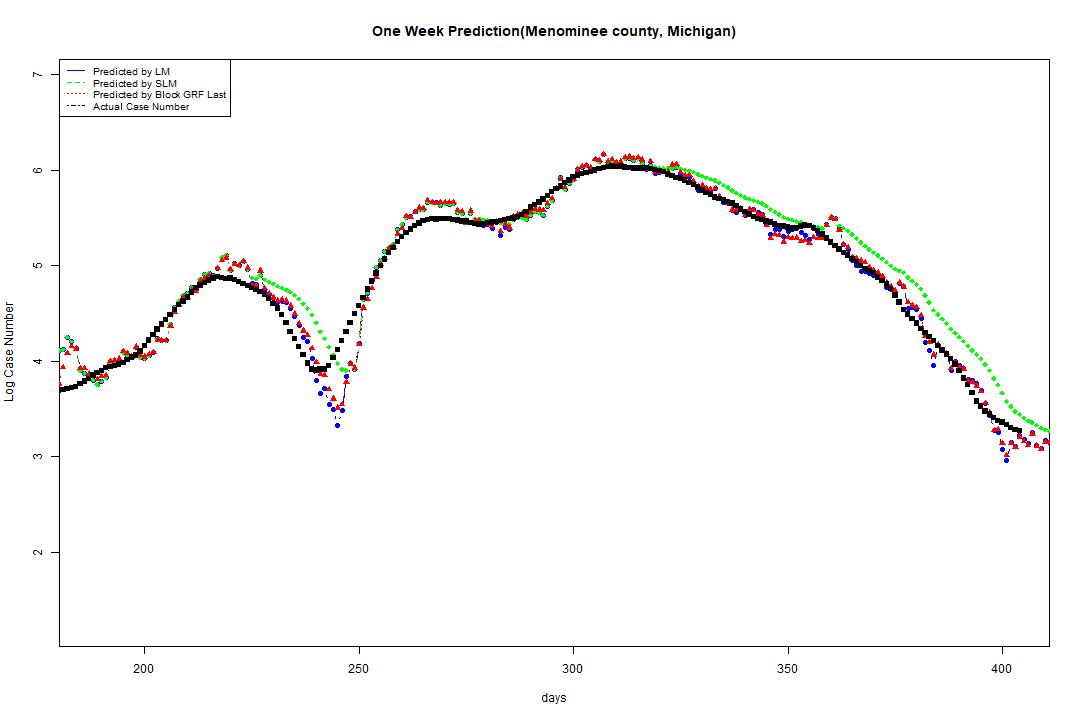 One Week Prediction(Menominee county, Michigan)
Predicted by LM
Predicted by SLM
Predicted by Block GRF Last
Actual Case Number
7
6
5
4
3
2
Log Case Number
200 250 300 350 400
days